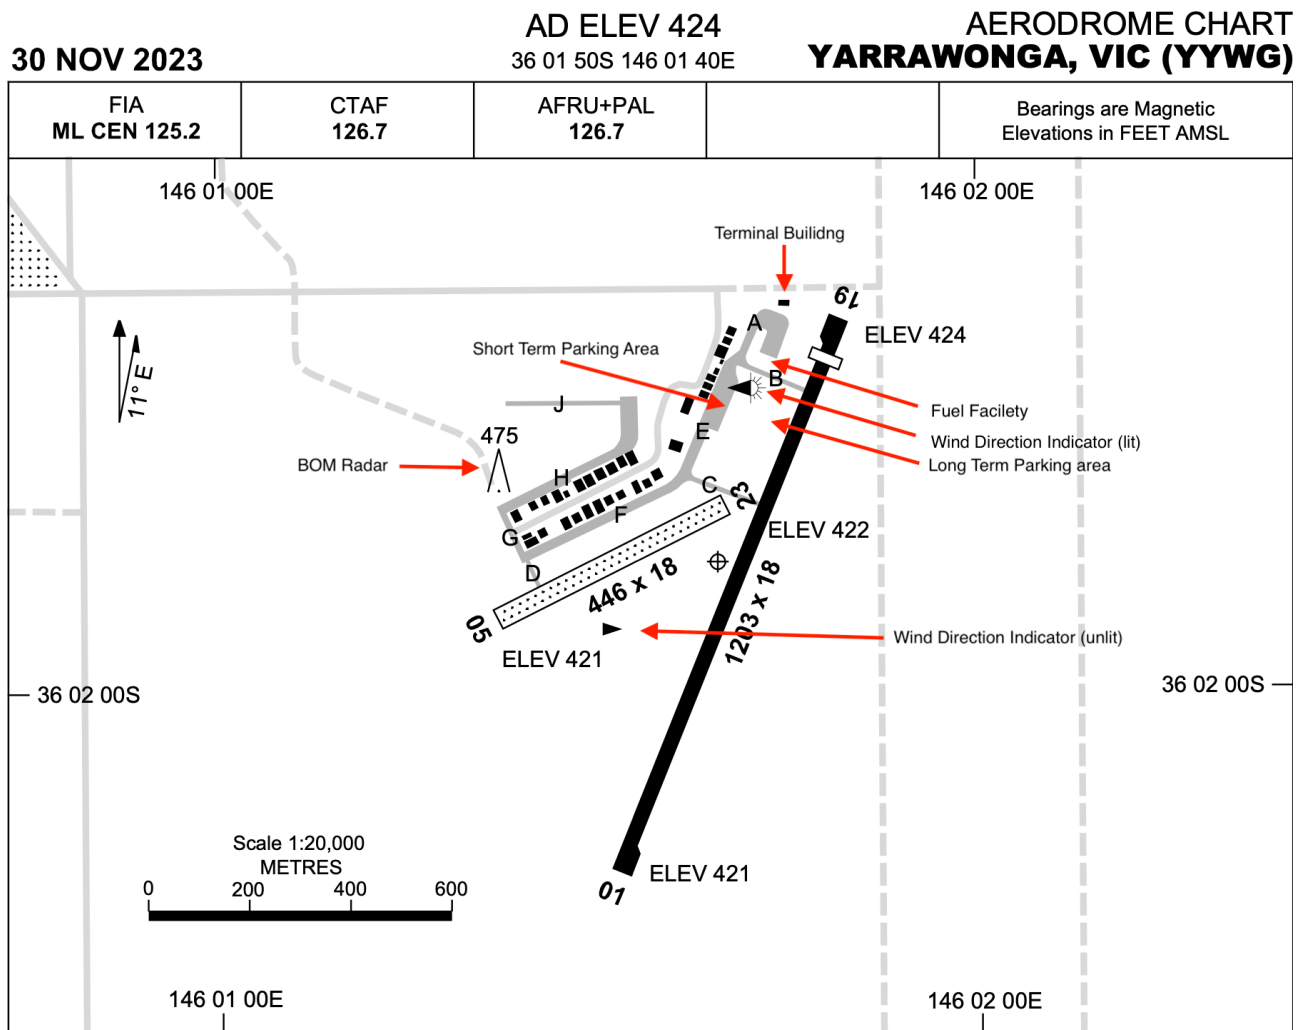 AD ELEV 424
AERODROME CHART
30 NOV 2023
36 01 50S 146 01 40E
YARRAWONGA, VIC (YYWG)
FIA
ML CEN 125.2
CTAF
126.7
AFRU+PAL
126.7
Bearings are Magnetic
Elevations in FEET AMSL
146 01 00E
146 02 00E
Terminal Builidng
19
A
ELEV 424
Short Term Parking Area
11° E
B
J
Fuel Facilety
E
475
Wind Direction Indicator (lit)
BOM Radar
Long Term Parking area
H
C
23
F
ELEV 422
G
D
446 x 18
1203 x 18
05
Wind Direction Indicator (unlit)
ELEV 421
36 02 00S
36 02 00S
Scale 1:20,000
METRES
0 200 400 600
ELEV 421
01
146 01 00E
146 02 00E